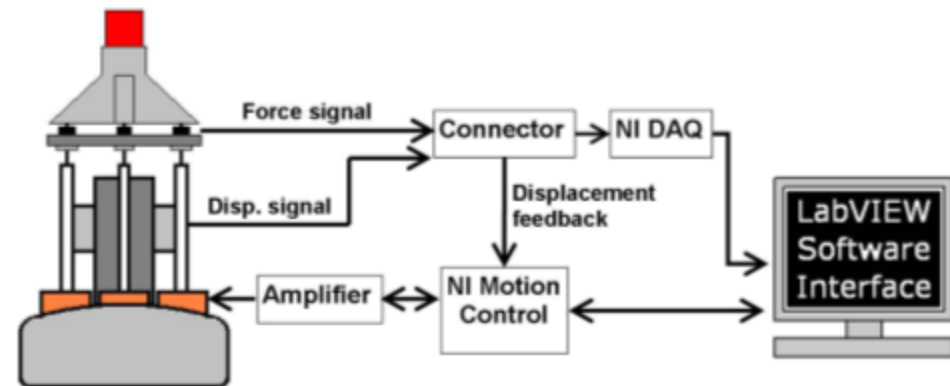 Force signal
Connector
NI DAQ
Disp. signal
Displacement
feedback
LabVIEW
Software
Interface
Amplifier
NI Motion
Control